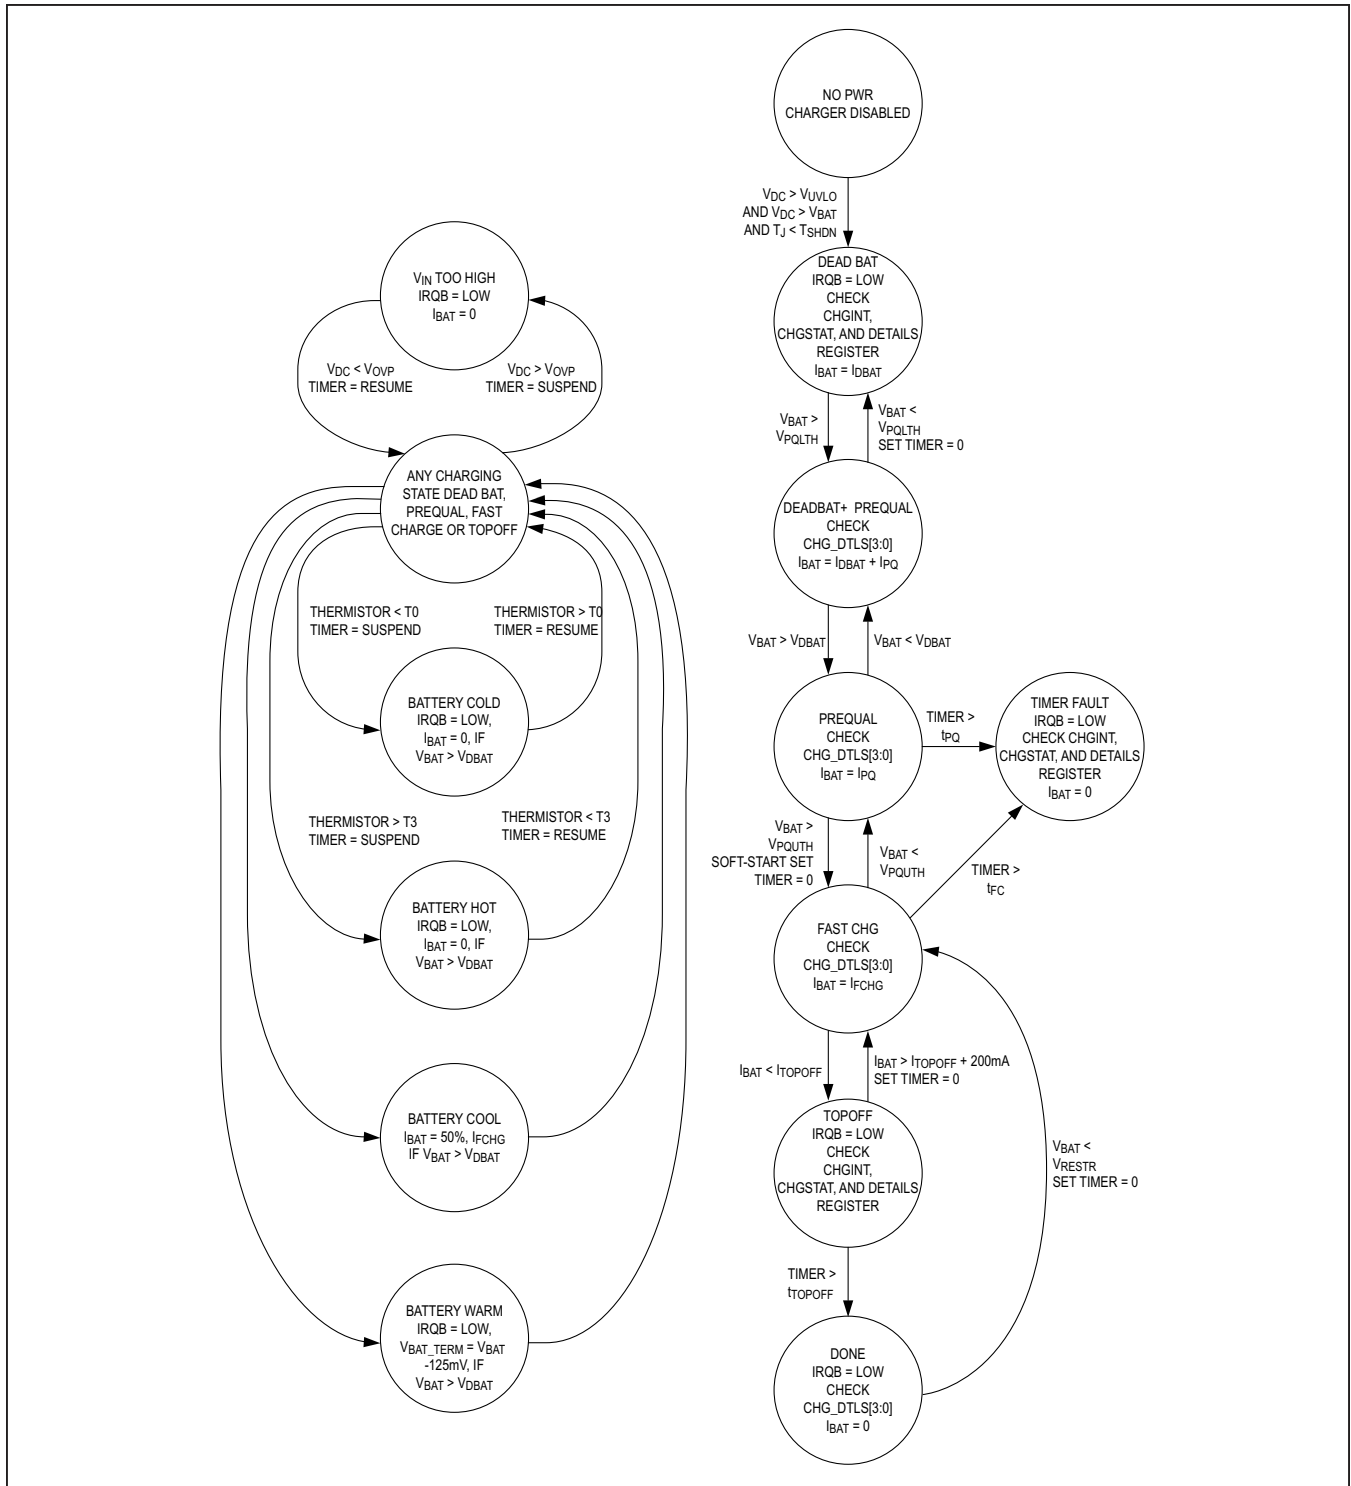 NO PWR
CHARGER DISABLED
VDC > VUVLO
AND VDC > VBAT
AND TJ < TSHDN
DEAD BAT
IRQB = LOW
CHECK
CHGINT,
CHGSTAT, AND DETAILS
REGISTER
IBAT = IDBAT
VBAT >
VPQLTH
VBAT <
VPQLTH
SET TIMER = 0
DEADBAT+ PREQUAL
CHECK
CHG_DTLS[3:0]
IBAT = IDBAT + IPQ
VBAT > VDBAT
VBAT < VDBAT
PREQUAL
CHECK
CHG_DTLS[3:0]
IBAT = IPQ
TIMER >
tPQ
TIMER FAULT
IRQB = LOW
CHECK CHGINT,
CHGSTAT, AND DETAILS
REGISTER
IBAT = 0
VBAT >
VPQUTH
SOFT-START SET
TIMER = 0
VBAT <
VPQUTH
TIMER >
tFC
FAST CHG
CHECK
CHG_DTLS[3:0]
IBAT = IFCHG
IBAT < ITOPOFF
IBAT > ITOPOFF + 200mA
SET TIMER = 0
TOPOFF
IRQB = LOW
CHECK
CHGINT,
CHGSTAT, AND DETAILS
REGISTER
VBAT <
VRESTR
SET TIMER = 0
TIMER >
tTOPOFF
DONE
IRQB = LOW
CHECK
CHG_DTLS[3:0]
IBAT = 0
VIN TOO HIGH
IRQB = LOW
IBAT = 0
VDC < VOVP
TIMER = RESUME
VDC > VOVP
TIMER = SUSPEND
ANY CHARGING
STATE DEAD BAT,
PREQUAL, FAST
CHARGE OR TOPOFF
THERMISTOR < T0
TIMER = SUSPEND
THERMISTOR > T0
TIMER = RESUME
BATTERY COLD
IRQB = LOW,
IBAT = 0, IF
VBAT > VDBAT
THERMISTOR > T3
TIMER = SUSPEND
THERMISTOR < T3
TIMER = RESUME
BATTERY HOT
IRQB = LOW,
IBAT = 0, IF
VBAT > VDBAT
BATTERY COOL
IBAT = 50%, IFCHG
IF VBAT > VDBAT
BATTERY WARM
IRQB = LOW,
VBAT_TERM = VBAT
-125mV, IF
VBAT > VDBAT